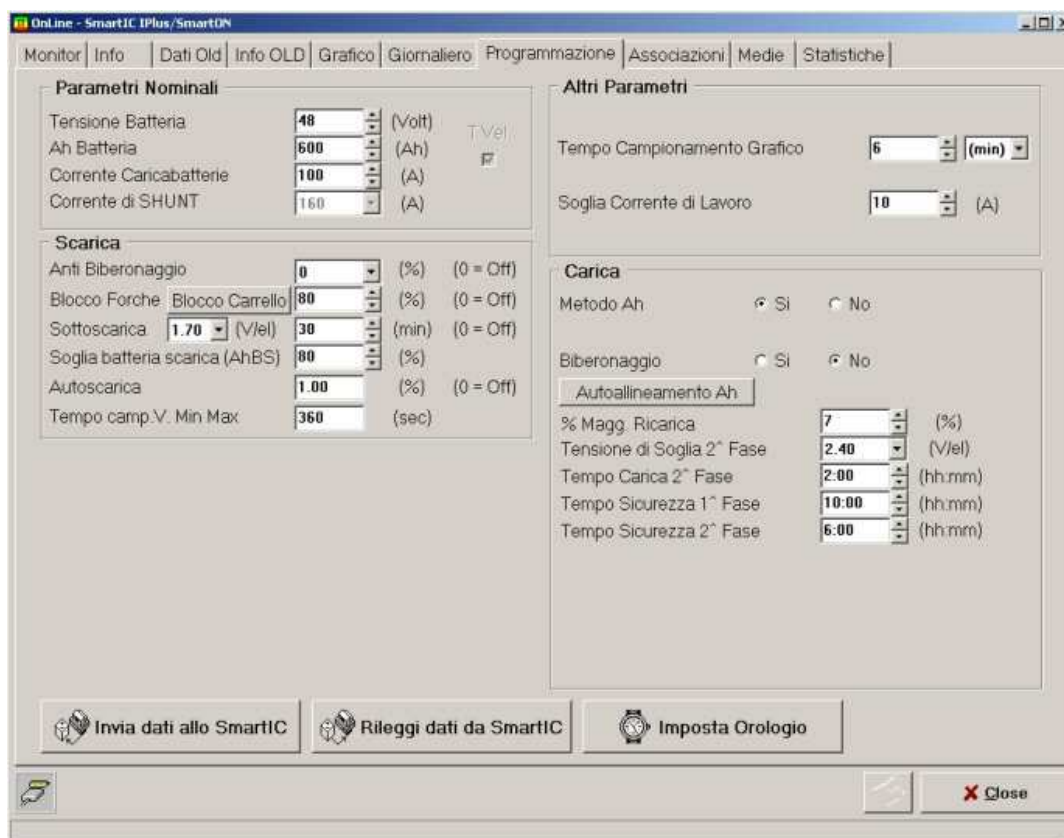 OnLine - SmartIC IPlus/SmartON
Monitor Info Dati Old Info OLD Grafico Giornaliero Programmazione Associazioni Medie Statistiche
Parametri Nominali
Tensione Batteria 48 (Volt)
T.Vel
Ah Batteria 600 (Ah)
Corrente Caricabatterie 100 (A)
Corrente di SHUNT 160 (A)
Scarica
Anti Biberonaggio 0 (%) (0 = Off)
Blocco Forche Blocco Carrello 80 (%) (0 = Off)
Sottoscarica 1.70 (V/el) 30 (min) (0 = Off)
Soglia batteria scarica (AhBS) 80 (%)
Autoscarica 1.00 (%) (0 = Off)
Tempo camp.V. Min Max 360 (sec)
Altri Parametri
Tempo Campionamento Grafico 6 (min)
Soglia Corrente di Lavoro 10 (A)
Carica
Metodo Ah Si No
Biberonaggio Si No
Autoallineamento Ah
% Magg. Ricarica 7 (%)
Tensione di Soglia 2^ Fase 2.40 (V/el)
Tempo Carica 2^ Fase 2:00 (hh:mm)
Tempo Sicurezza 1^ Fase 10:00 (hh:mm)
Tempo Sicurezza 2^ Fase 6:00 (hh:mm)
Invia dati allo SmartIC Rileggi dati da SmartIC Imposta Orologio
Close